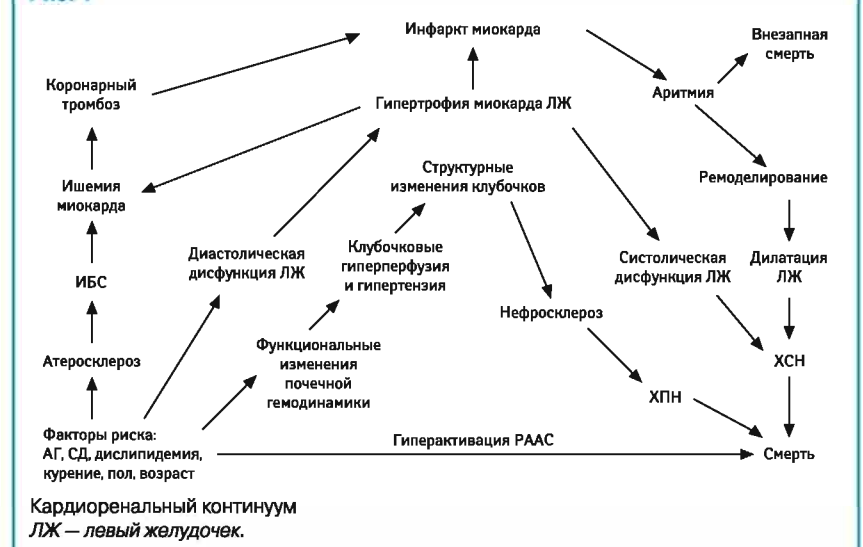 Инфаркт миокарда
Внезапная
смерть
Коронарный
тромбоз
Гипертрофия миокарда ЛЖ
Аритмия
Структурные
изменения клубочков
Ишемия
миокарда
Ремоделирование
Диастолическая
дисфункция ЛЖ
Клубочковые
гиперперфузия
и гипертензия
Систолическая
дисфункция ЛЖ
Дилатация
ЛЖ
ИБС
Нефросклероз
Функциональные
изменения
почечной
гемодинамики
Атеросклероз
ХСН
ХПН
Факторы риска:
АГ, СД, дислипидемия,
курение, пол, возраст
Гиперактивация РААС
Смерть
Кардиоренальный континуум
ЛЖ — левый желудочек.